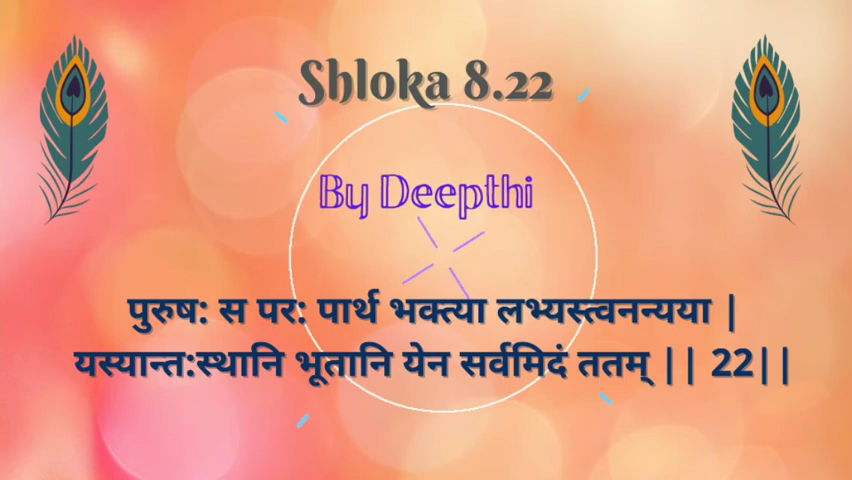 Shloka 8.22
By Deepthi
पुरुष: स पर: पार्थ भक्त्या लभ्यस्त्वनन्यया |
यस्यान्त:स्थानि भूतानि येन सर्वमिदं ततम् || 22||